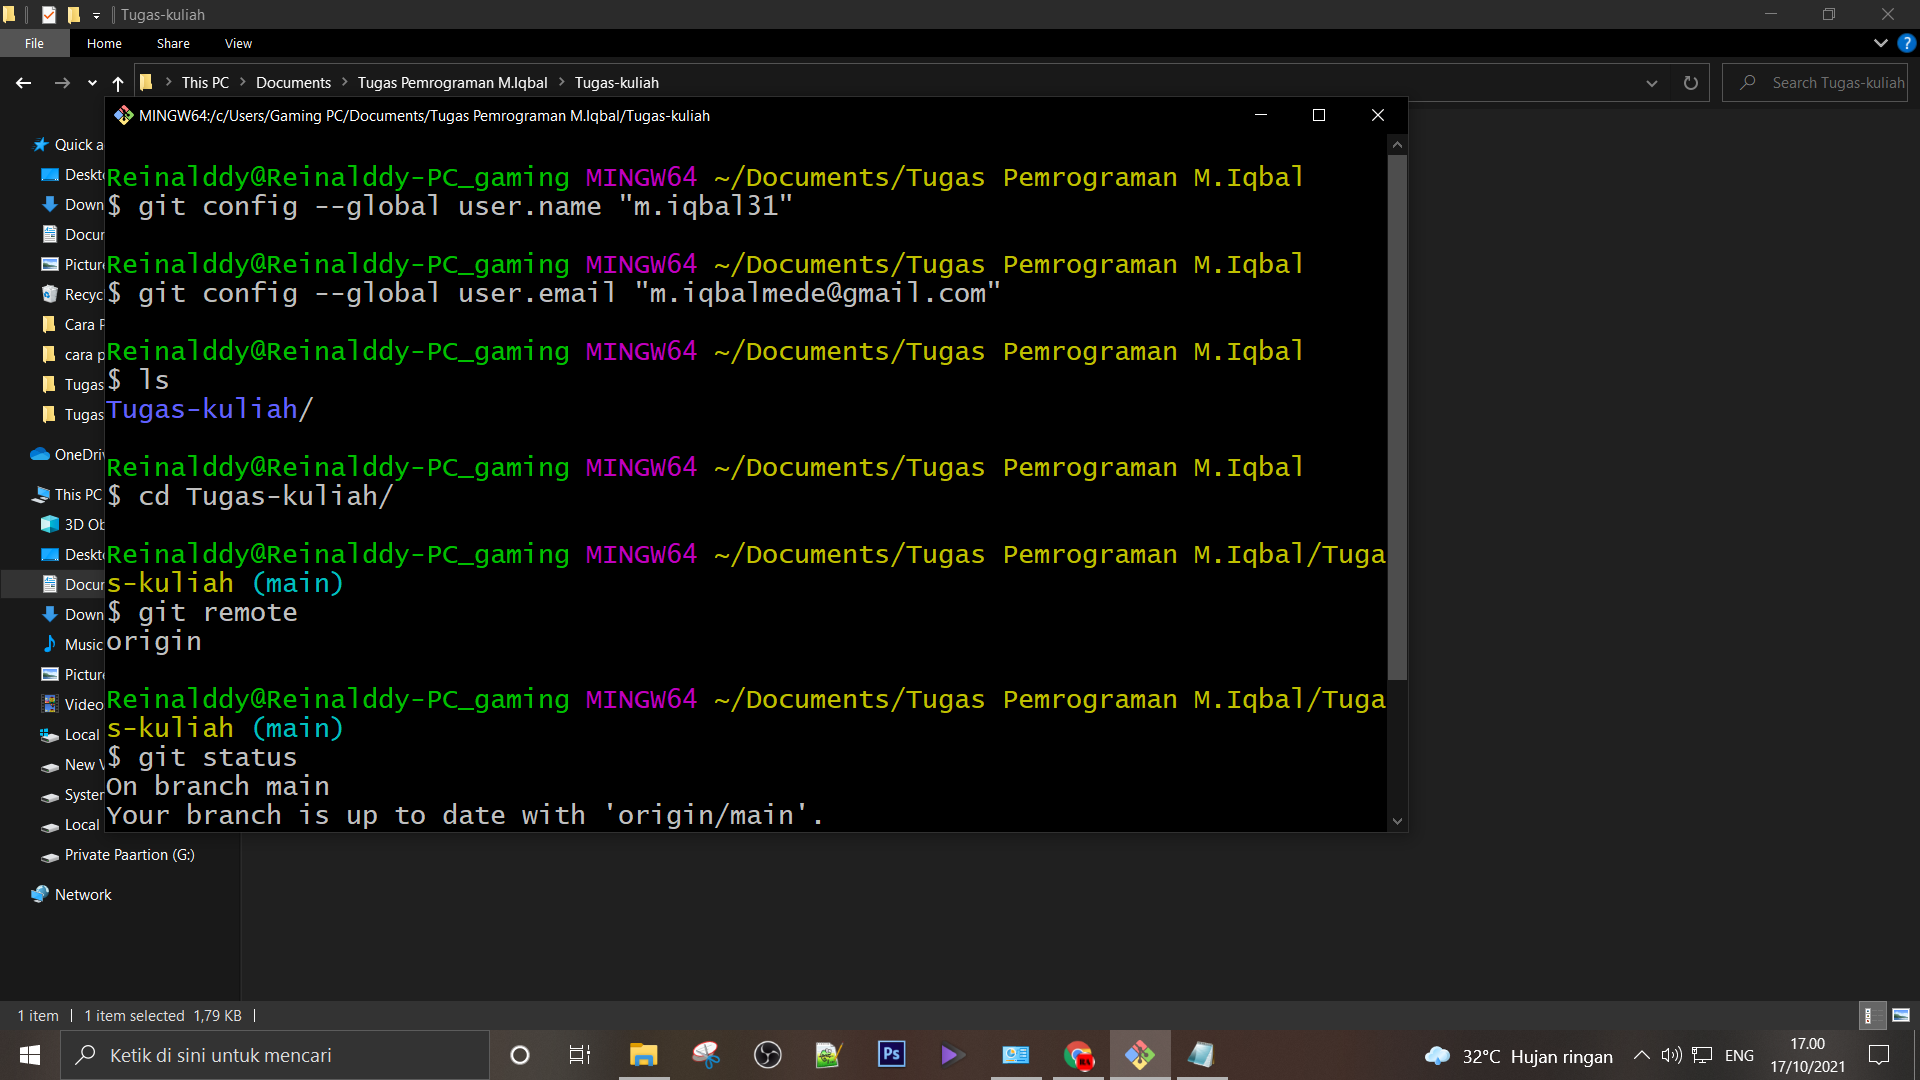 Tugas-kuliah
File Home Share View
This PC Documents Tugas Pemrograman M.Iqbal Tugas-kuliah
Search Tugas-kuliah
MINGW64:/c/Users/Gaming PC/Documents/Tugas Pemrograman M.Iqbal/Tugas-kuliah
Quick a
Deskt
Down
Docur
Picture
Recyc
Cara P
cara p
Tugas
Tugas
OneDriv
This PC
3D Ob
Deskt
Docur
Down
Music
Picture
Video
Local
New V
Syster
Local
Private Paartion (G:)
Network
Reinalddy@Reinalddy-PC_gaming MINGW64 ~/Documents/Tugas Pemrograman M.Iqbal
$ git config --global user.name "m.iqbal31"
Reinalddy@Reinalddy-PC_gaming MINGW64 ~/Documents/Tugas Pemrograman M.Iqbal
$ git config --global user.email "m.iqbalmede@gmail.com"
Reinalddy@Reinalddy-PC_gaming MINGW64 ~/Documents/Tugas Pemrograman M.Iqbal
$ ls
Tugas-kuliah/
Reinalddy@Reinalddy-PC_gaming MINGW64 ~/Documents/Tugas Pemrograman M.Iqbal
$ cd Tugas-kuliah/
Reinalddy@Reinalddy-PC_gaming MINGW64 ~/Documents/Tugas Pemrograman M.Iqbal/Tuga
s-kuliah (main)
$ git remote
origin
Reinalddy@Reinalddy-PC_gaming MINGW64 ~/Documents/Tugas Pemrograman M.Iqbal/Tuga
s-kuliah (main)
$ git status
On branch main
Your branch is up to date with 'origin/main'.
1 item 1 item selected 1,79 KB
Ketik di sini untuk mencari
Ps
32°C Hujan ringan
ENG
17.00
17/10/2021